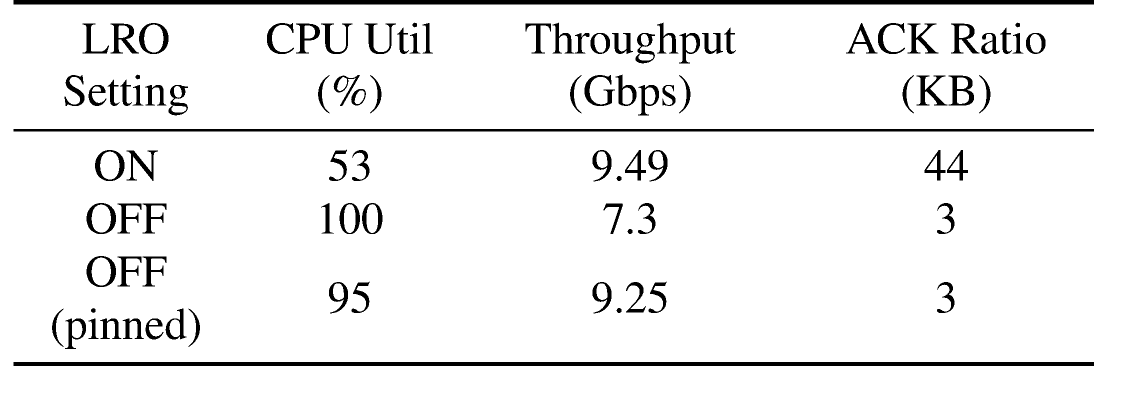 LRO CPU Util Throughput ACK Ratio
Setting (%) (Gbps) (KB)
ON 53 9.49 44
OFF 100 7.3 3
OFF
95 9.25 3
(pinned)